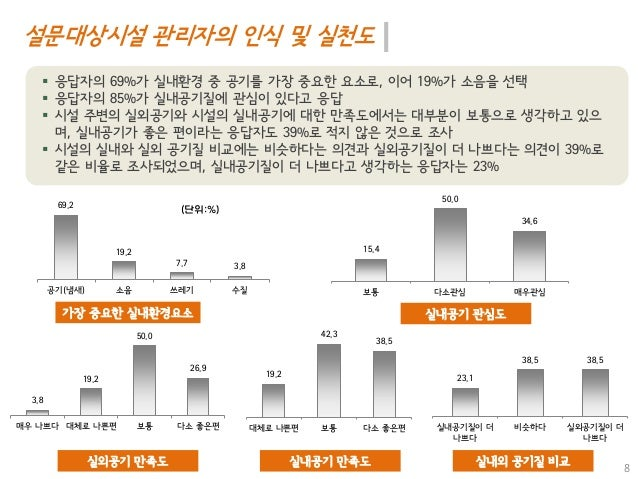 설문대상시설 관리자의 인식 및 실천도
▪ 응답자의 69%가 실내환경 중 공기를 가장 중요한 요소로, 이어 19%가 소음을 선택
▪ 응답자의 85%가 실내공기질에 관심이 있다고 응답
▪ 시설 주변의 실외공기와 시설의 실내공기에 대한 만족도에서는 대부분이 보통으로 생각하고 있으
며, 실내공기가 좋은 편이라는 응답자도 39%로 적지 않은 것으로 조사
▪ 시설의 실내와 실외 공기질 비교에는 비슷하다는 의견과 실외공기질이 더 나쁘다는 의견이 39%로
같은 비율로 조사되었으며, 실내공기질이 더 나쁘다고 생각하는 응답자는 23%
(단위:%)
69,2
19,2
7,7
3,8
공기(냄새) 소음 쓰레기 수질
가장 중요한 실내환경요소
15,4
50,0
34,6
보통 다소관심 매우관심
실내공기 관심도
3,8
19,2
50,0
26,9
매우 나쁘다 대체로 나쁜편 보통 다소 좋은편
실외공기 만족도
19,2
42,3
38,5
대체로 나쁜편 보통 다소 좋은편
실내공기 만족도
23,1
38,5
38,5
실내공기질이 더 비슷하다 실외공기질이 더
나쁘다 나쁘다
실내외 공기질 비교
8